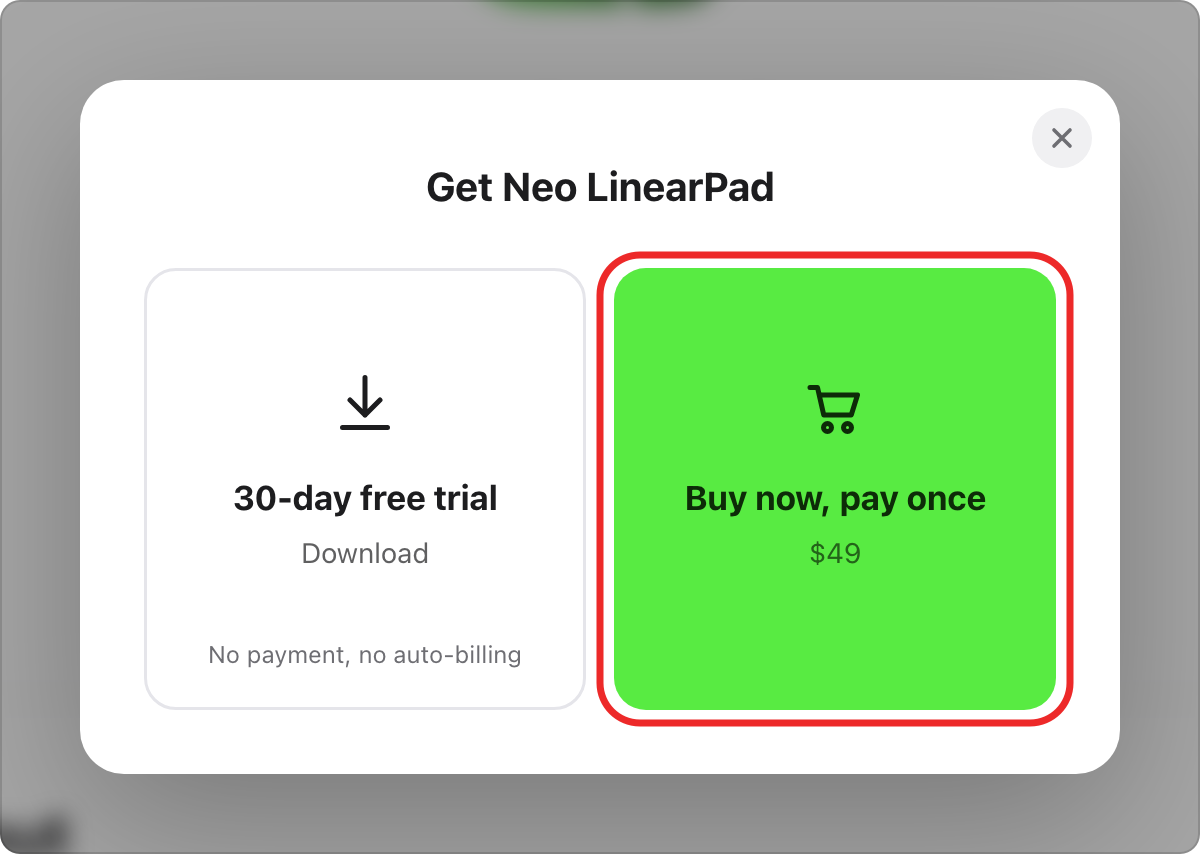 Get Neo LinearPad
30-day free trial
Download
No payment, no auto-billing
Buy now, pay once
$49